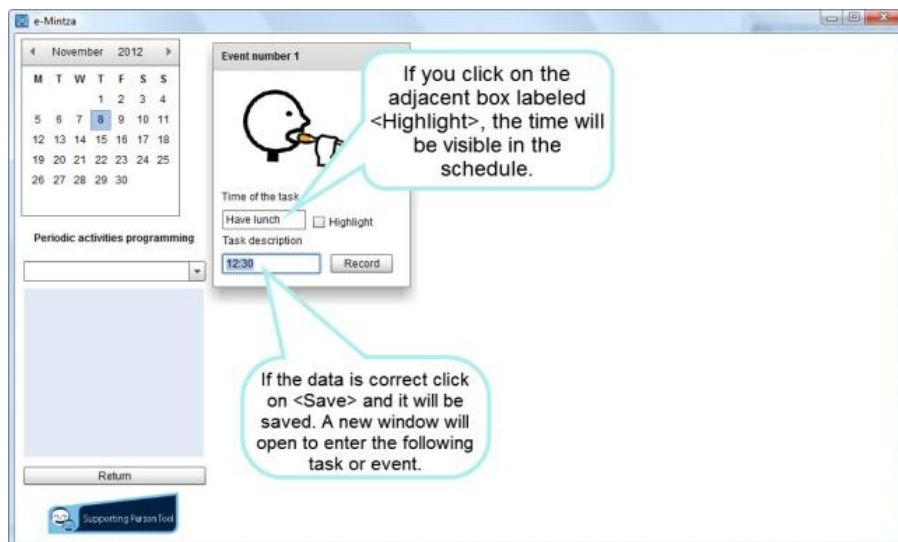 e-Mintza
November 2012
M T W T F S S
1 2 3 4
5 6 7 8 9 10 11
12 13 14 15 16 17 18
19 20 21 22 23 24 25
26 27 28 29 30
Periodic activities programming
Return
Supporting Person Tool
Event number 1
Time of the task
Have lunch
Highlight
Task description
12:30
Record
If you click on the
adjacent box labeled
<Highlight>, the time will
be visible in the
schedule.
If the data is correct click
on <Save> and it will be
saved. A new window will
open to enter the following
task or event.